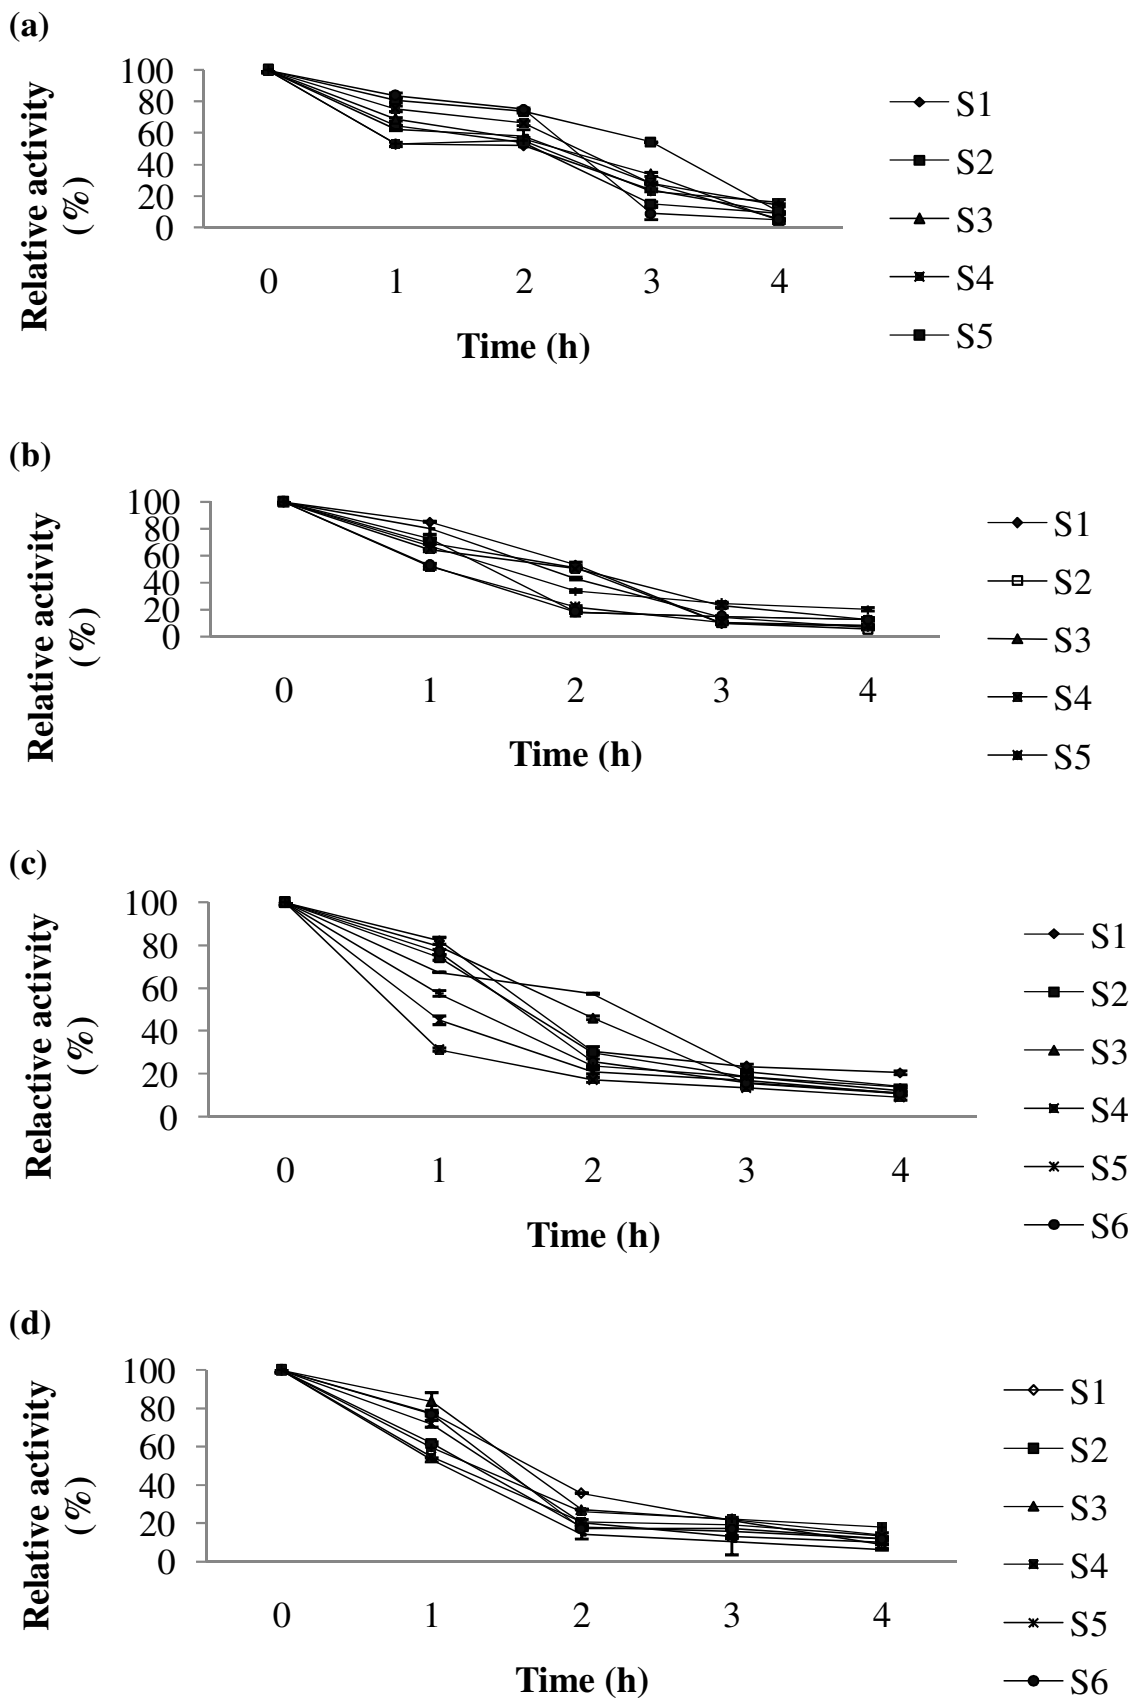 (a)
Relative activity
(%)
100
80
60
40
20
0
0 1 2 3 4
Time (h)
S1
S2
S3
S4
S5
(b)
Relative activity
(%)
100
80
60
40
20
0
0 1 2 3 4
Time (h)
S1
S2
S3
S4
S5
(c)
Relactive activity
(%)
100
80
60
40
20
0
0 1 2 3 4
Time (h)
S1
S2
S3
S4
S5
S6
(d)
Relative activity
(%)
100
80
60
40
20
0
0 1 2 3 4
Time (h)
S1
S2
S3
S4
S5
S6